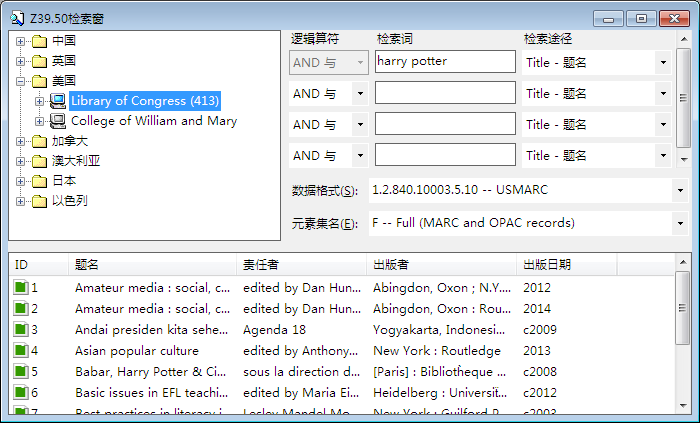 Z39.50检索窗
中国
英国
美国
Library of Congress (413)
College of William and Mary
加拿大
澳大利亚
日本
以色列
逻辑算符 检索词 检索途径
AND 与 harry potter Title - 题名
AND 与 Title - 题名
AND 与 Title - 题名
AND 与 Title - 题名
数据格式(S): 1.2.840.10003.5.10 -- USMARC
元素集名(E): F -- Full (MARC and OPAC records)
ID 题名 责任者 出版者 出版日期
1 Amateur media : social, c... edited by Dan Hun... Abingdon, Oxon ; N.Y.... 2012
2 Amateur media : social, c... edited by Dan Hun... Abingdon, Oxon : Rou... 2014
3 Andai presiden kita sehe... Agenda 18 Yogyakarta, Indonesi... c2009
4 Asian popular culture edited by Anthony... New York : Routledge 2013
5 Babar, Harry Potter & Ci... sous la direction d... [Paris] : Bibliothèque ... c2008
6 Basic issues in EFL teachi... edited by Maria Ei... Heidelberg : Universit... c2012
7 Best practices in literacy i... Lesley Mandel Mo... New York : Guilford P... c2003